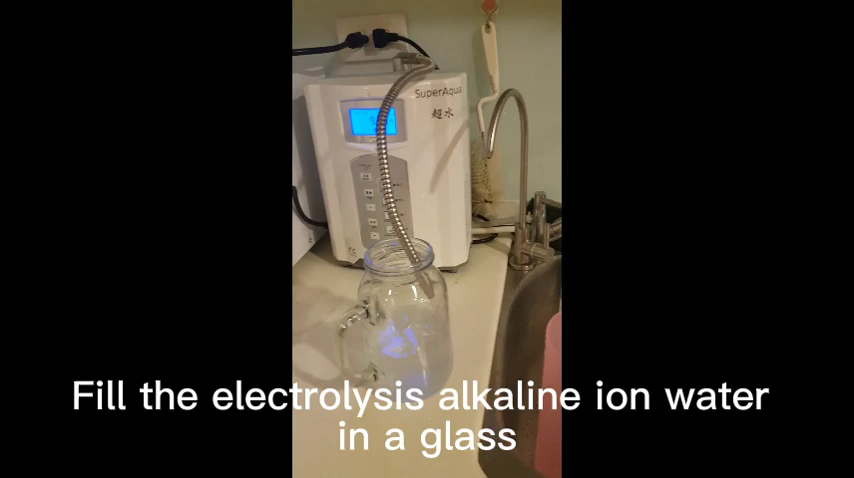 SuperAqua
超水
Fill the electrolysis alkaline ion water
in a glass